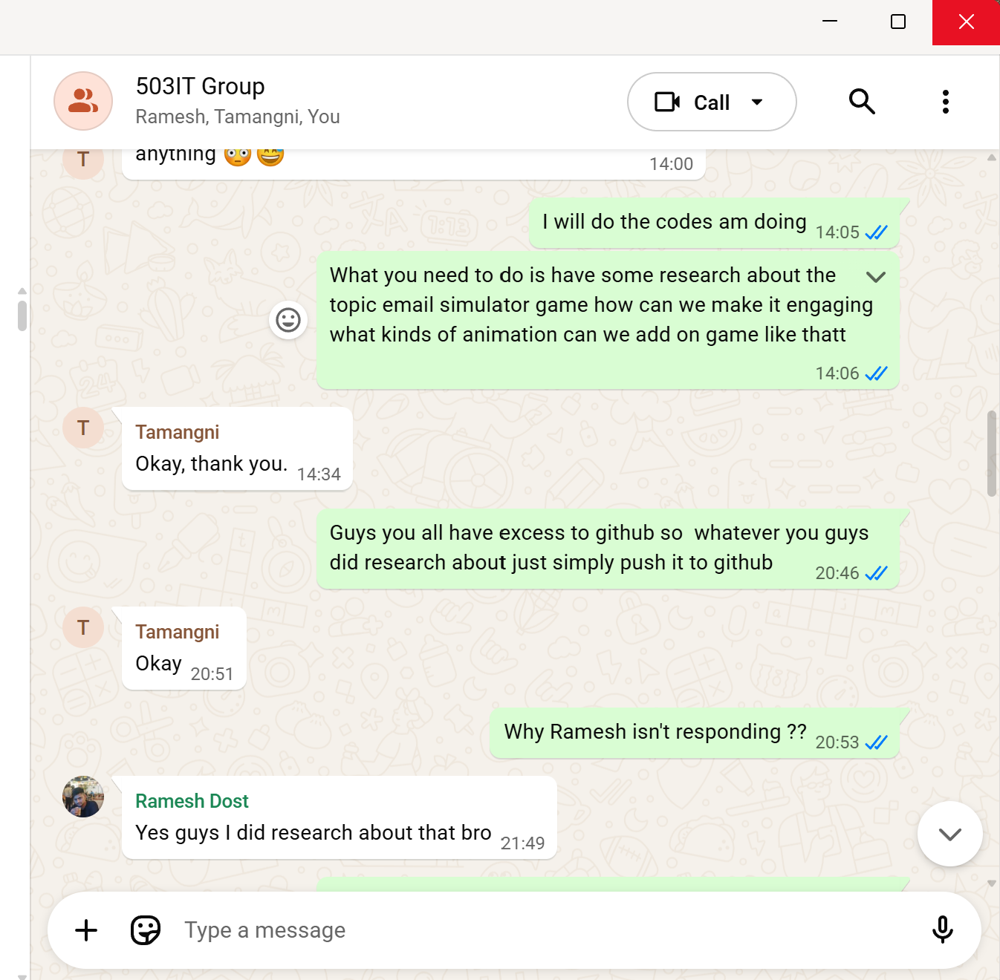 503IT Group
Ramesh, Tamangni, You
Call
T
anything 😳😅
14:00
I will do the codes am doing
14:05
What you need to do is have some research about the
topic email simulator game how can we make it engaging
what kinds of animation can we add on game like thatt
14:06
T
Tamangni
Okay, thank you.
14:34
Guys you all have excess to github so  whatever you guys
did research about just simply push it to github
20:46
T
Tamangni
Okay
20:51
Why Ramesh isn't responding ??
20:53
Ramesh Dost
Yes guys I did research about that bro
21:49
Type a message